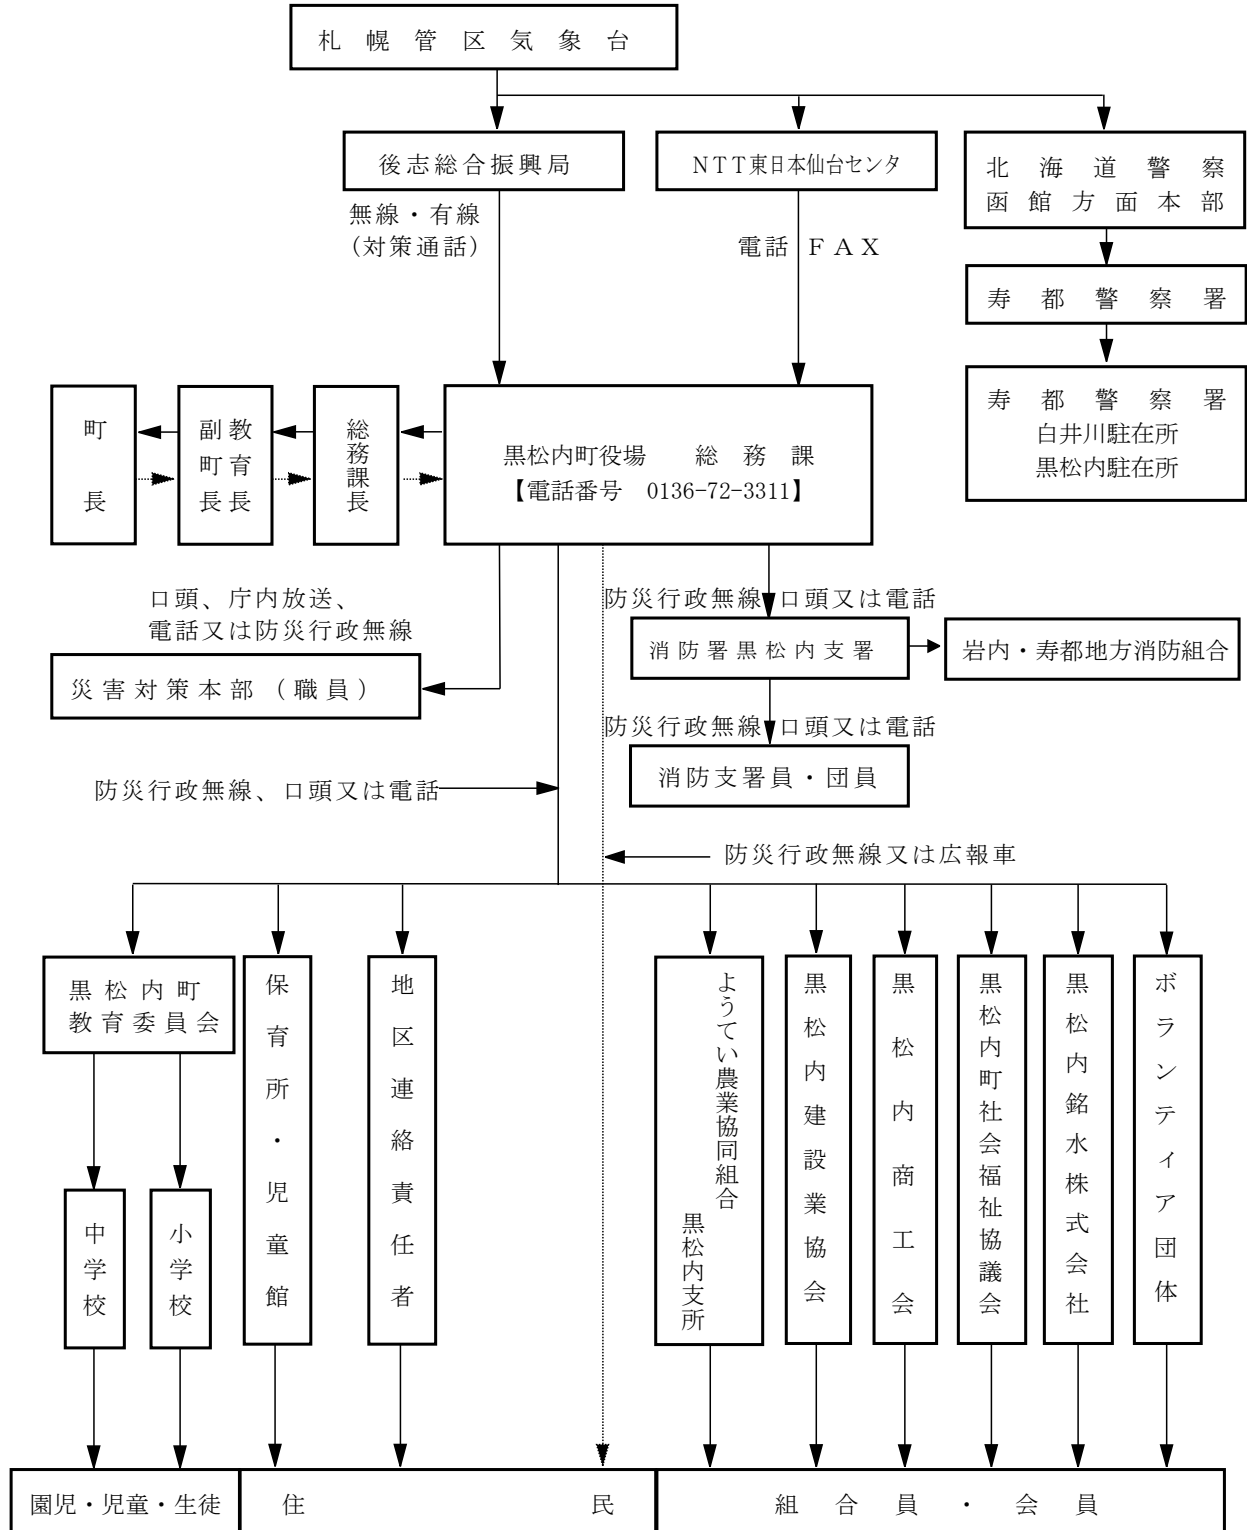 札幌管区気象台
後志総合振興局
NTT東日本仙台センタ
北海道警察
函館方面本部
無線・有線
(対策通話)
電話 FAX
寿都警察署
寿都警察署
白井川駐在所
黒松内駐在所
町長
副町長
教育長
総務課長
黒松内町役場 総務課
【電話番号 0136-72-3311】
口頭、庁内放送、
電話又は防災行政無線
災害対策本部(職員)
防災行政無線 口頭又は電話
消防署黒松内支署
岩内・寿都地方消防組合
防災行政無線 口頭又は電話
消防支署員・団員
防災行政無線、口頭又は電話
防災行政無線又は広報車
黒松内町
教育委員会
中学校
小学校
保育所・児童館
地区連絡責任者
ようてい農業協同組合
黒松内支所
黒松内建設業協会
黒松内商工会
黒松内町社会福祉協議会
黒松内銘水株式会社
ボランティア団体
園児・児童・生徒
住民
組合員・会員